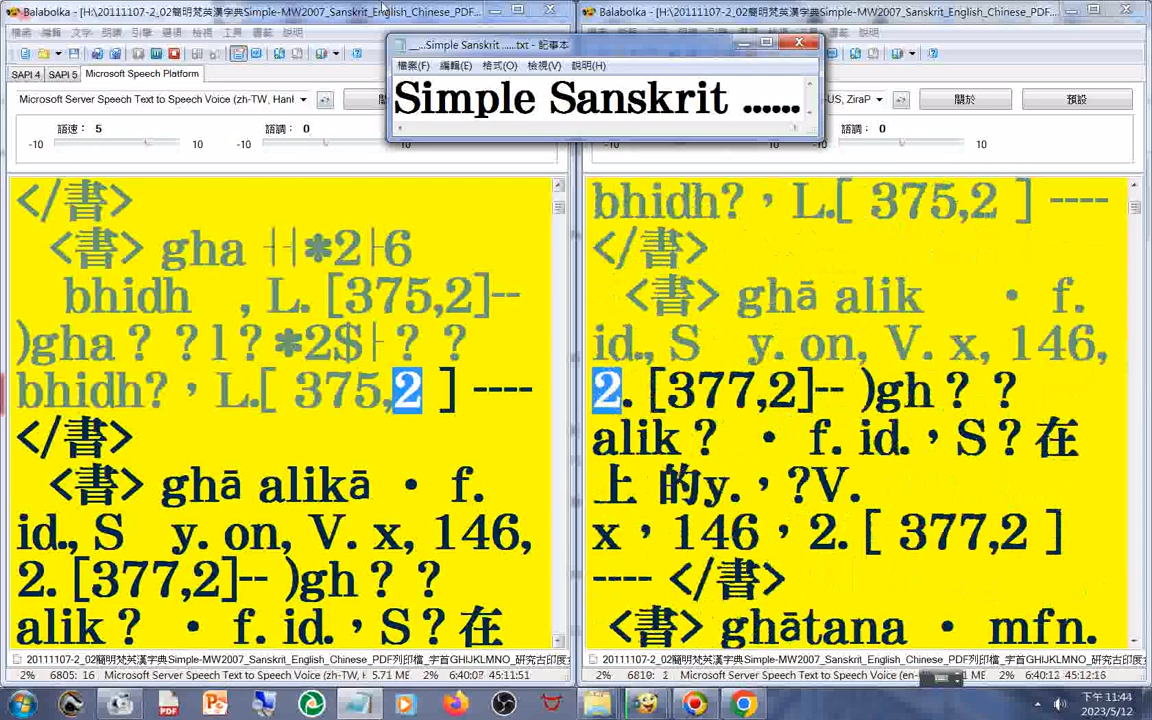 Balabolka - [H:\20111107-2_02簡明梵英漢字典Simple-MW2007_Sanskrit_English_Chinese_PDF...
Balabolka - [H:\20111107-2_02簡明梵英漢字典Simple-MW2007_Sanskrit_English_Chinese_PDF...
__...Simple Sanskrit ......txt - 記事本
檔案(F) 編輯(E) 格式(O) 檢視(V) 說明(H)
Simple Sanskrit ......
SAPI 4 SAPI 5 Microsoft Speech Platform
Microsoft Server Speech Text to Speech Voice (zh-TW, HanH
-US, ZiraP
關於 預設
語速: 5 語調: 0
-10 10 -10
語調: 0
-10 10 -10 10
</書>
<書> gha ┤├*2├6
bhidh , L. [375,2]--
)gha？ ？l？*2$├？ ？
bhidh?，L.[ 375,2 ] ----
</書>
<書> ghā alikā • f.
id., S y. on, V. x, 146,
2. [377,2]-- )gh？ ？
alik？ • f. id.，S？在
bhidh?，L.[ 375,2 ] ----
</書>
<書> ghā alik • f.
id., S y. on, V. x, 146,
2. [377,2]-- )gh？ ？
alik？ • f. id.，S？在
上 的y.，?V.
x，146，2. [ 377,2 ]
---- </書>
<書> ghātana • mfn.
20111107-2_02簡明梵英漢字典Simple-MW2007_Sanskrit_English_Chinese_PDF列印檔_字首GHIJKLMNO_研究古印度
20111107-2_02簡明梵英漢字典Simple-MW2007_Sanskrit_English_Chinese_PDF列印檔_字首GHIJKLMNO_研究古印度
2% 6805: 16 Microsoft Server Speech Text to Speech Voice (zh-TW, 5.71 ME 2% 6:40:07 45:11:51
2% 6819: 2 Microsoft Server Speech Text to Speech Voice (en-US, 2% 6:40:12 45:12:16
下午 11:44
2023/5/12